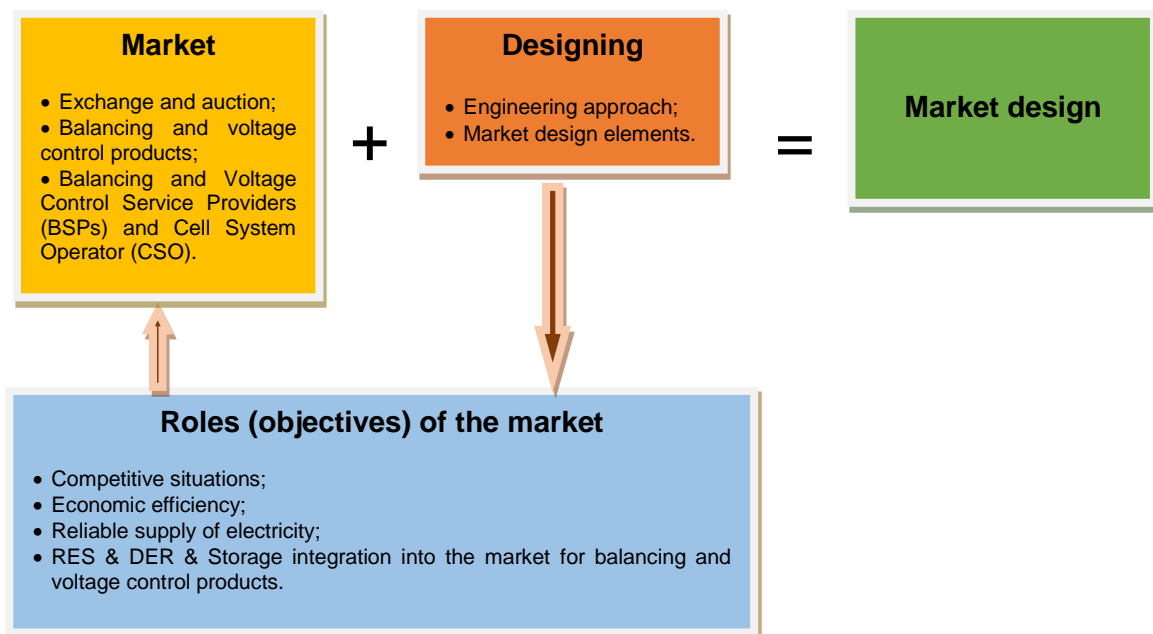 Market
• Exchange and auction;
• Balancing and voltage
control products;
• Balancing and Voltage
Control Service Providers
(BSPs) and Cell System
Operator (CSO).
+
Designing
• Engineering approach;
• Market design elements.
=
Market design
Roles (objectives) of the market
• Competitive situations;
• Economic efficiency;
• Reliable supply of electricity;
• RES & DER & Storage integration into the market for balancing and
voltage control products.